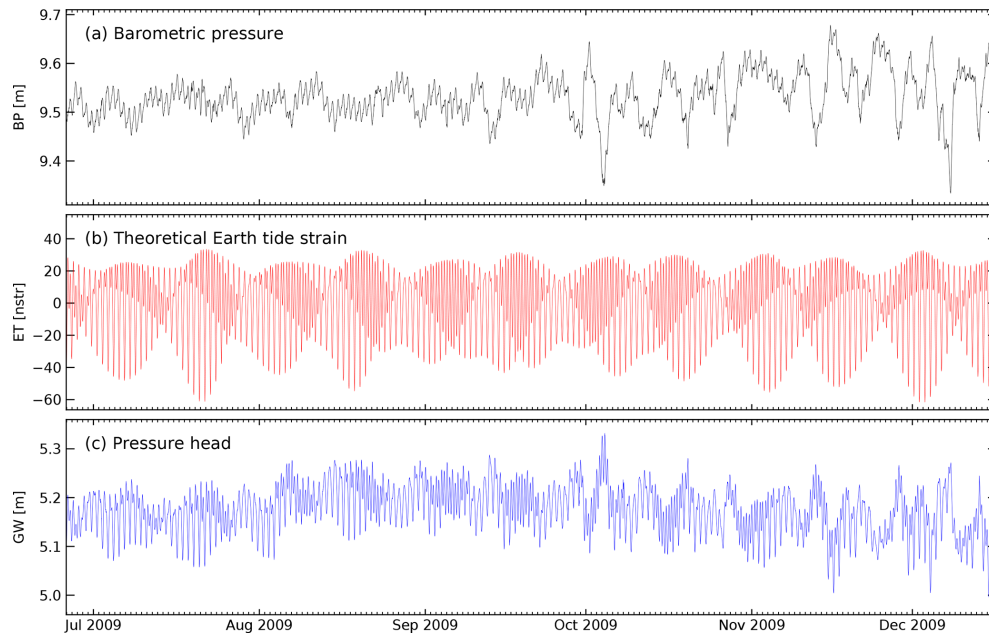 (a) Barometric pressure
BP [m]
9.7
9.6
9.5
9.4
(b) Theoretical Earth tide strain
ET [nstr]
40
20
0
−20
−40
−60
(c) Pressure head
GW [m]
5.3
5.2
5.1
5.0
Jul 2009 Aug 2009 Sep 2009 Oct 2009 Nov 2009 Dec 2009